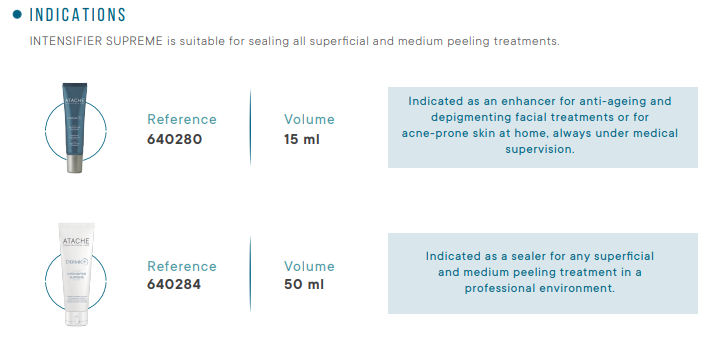 INDICATIONS
INTENSIFIER SUPREME is suitable for sealing all superficial and medium peeling treatments.
ATACHE
Reference
640280
Volume
15 ml
Indicated as an enhancer for anti-ageing and
depigmenting facial treatments or for
acne-prone skin at home, always under medical
supervision.
ATACHE
Reference
640284
Volume
50 ml
Indicated as a sealer for any superficial
and medium peeling treatment in a
professional environment.